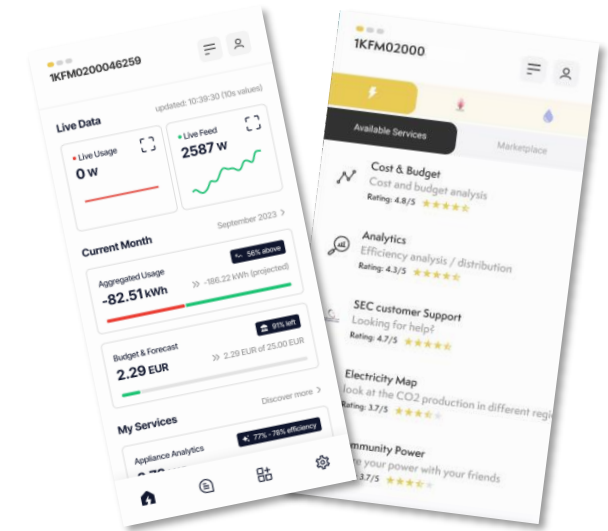 1KFM0200046259
Live Data
updated: 10:39:30 (10s values)
Live Usage
0 W
Live Feed
2587 W
Current Month
September 2023 >
Aggregated Usage
56% above
-82.51 kWh
>> -186.22 kWh (projected)
Budget & Forecast
91% left
2.29 EUR
>> 2.29 EUR of 25.00 EUR
My Services
Discover more >
Appliance Analytics
77% - 78% efficiency
1KFM02000
Available Services
Marketplace
Cost & Budget
Cost and budget analysis
Rating: 4.8/5
Analytics
Efficiency analysis / distribution
Rating: 4.3/5
SEC customer Support
Looking for help?
Rating: 4.7/5
Electricity Map
look at the CO2 production in different regi
Rating: 3.7/5
mmunity Power
re your power with your friends
3.7/5